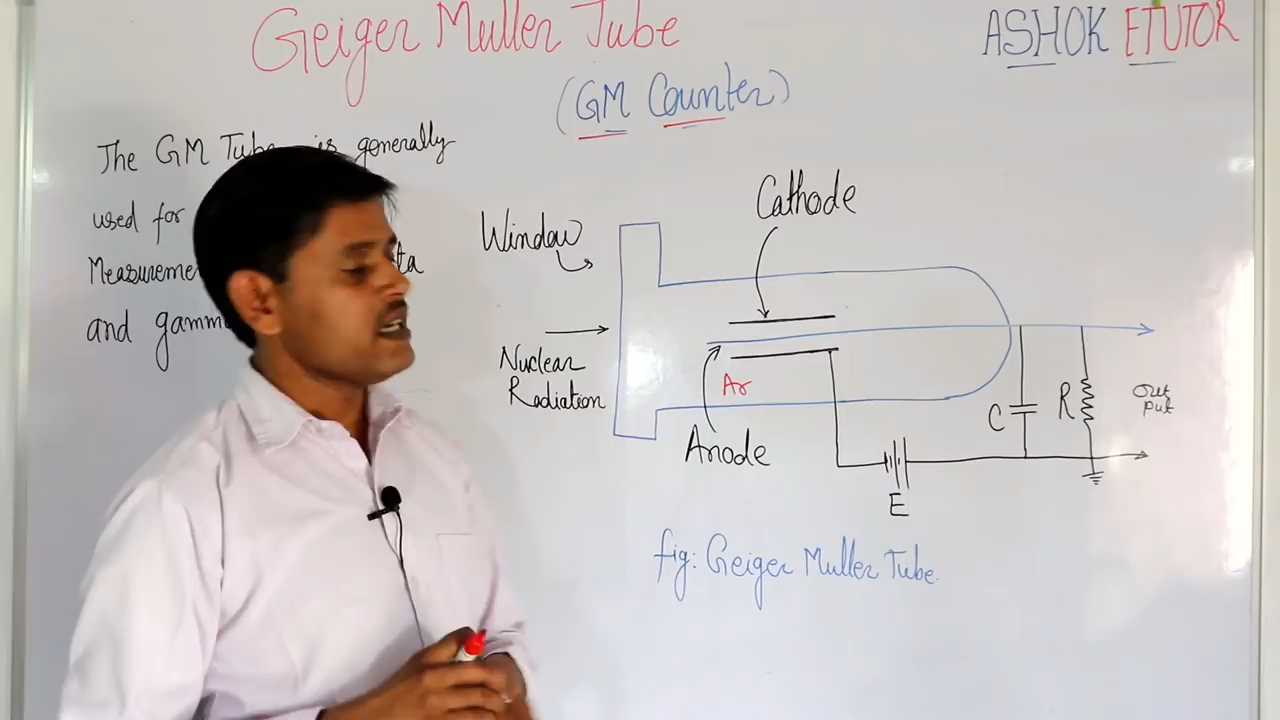 Geiger Muller Tube
ASHOK ETUTOR
(GM Counter)
The GM Tube is generally
used for
Measureme ta
and gamm
Window
Cathode
Nuclear
Radiation
Ar
Anode
C
R
Out
Put
E
fig: Geiger Muller Tube.